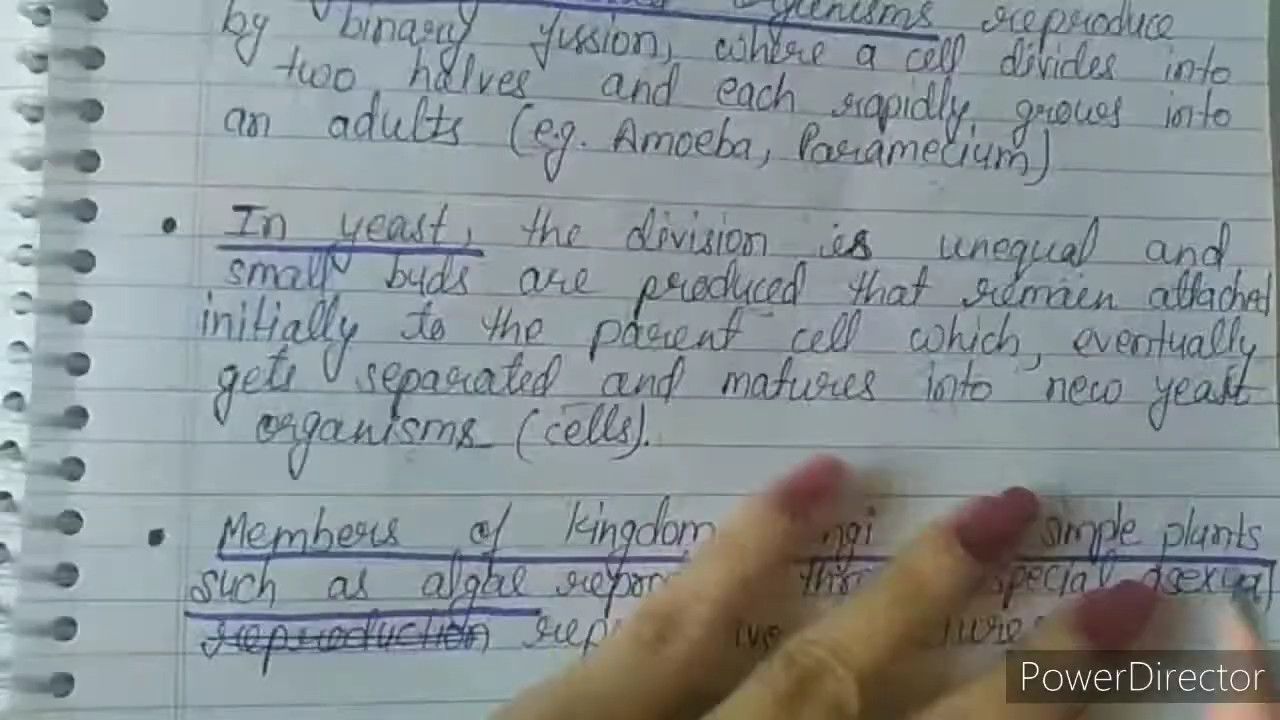 organisms reproduce
by binary fission, where a cell divides into
two halves and each rapidly grows into
an adults (e.g. Amoeba, Paramecium)
• In yeast, the division is unequal and
small buds are produced that remain attached
initially to the parent cell which, eventually
gets separated and matures into new yeast
organisms (cells).
• Members of kingdom simple plants
such as algae special asexual
reproduction
PowerDirector